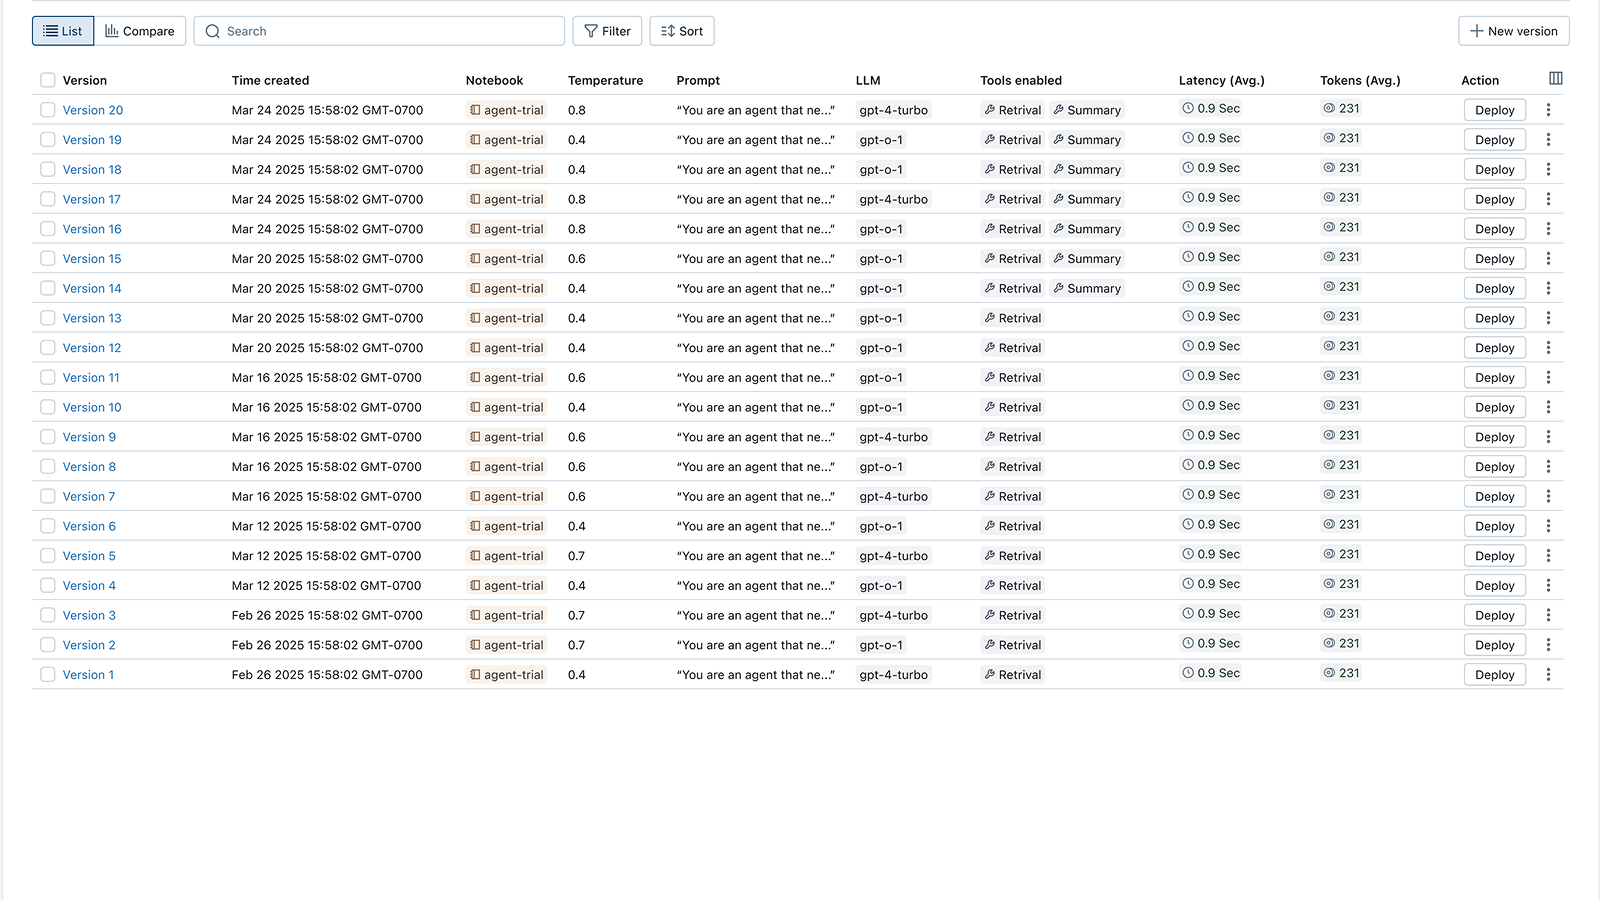 List Compare Search Filter Sort New version
Version Time created Notebook Temperature Prompt LLM Tools enabled Latency (Avg.) Tokens (Avg.) Action
Version 20 Mar 24 2025 15:58:02 GMT-0700 agent-trial 0.8 “You are an agent that ne...” gpt-4-turbo Retrival Summary 0.9 Sec 231 Deploy
Version 19 Mar 24 2025 15:58:02 GMT-0700 agent-trial 0.4 “You are an agent that ne...” gpt-o-1 Retrival Summary 0.9 Sec 231 Deploy
Version 18 Mar 24 2025 15:58:02 GMT-0700 agent-trial 0.4 “You are an agent that ne...” gpt-o-1 Retrival Summary 0.9 Sec 231 Deploy
Version 17 Mar 24 2025 15:58:02 GMT-0700 agent-trial 0.8 “You are an agent that ne...” gpt-4-turbo Retrival Summary 0.9 Sec 231 Deploy
Version 16 Mar 24 2025 15:58:02 GMT-0700 agent-trial 0.8 “You are an agent that ne...” gpt-o-1 Retrival Summary 0.9 Sec 231 Deploy
Version 15 Mar 20 2025 15:58:02 GMT-0700 agent-trial 0.6 “You are an agent that ne...” gpt-o-1 Retrival Summary 0.9 Sec 231 Deploy
Version 14 Mar 20 2025 15:58:02 GMT-0700 agent-trial 0.4 “You are an agent that ne...” gpt-o-1 Retrival Summary 0.9 Sec 231 Deploy
Version 13 Mar 20 2025 15:58:02 GMT-0700 agent-trial 0.4 “You are an agent that ne...” gpt-o-1 Retrival 0.9 Sec 231 Deploy
Version 12 Mar 20 2025 15:58:02 GMT-0700 agent-trial 0.4 “You are an agent that ne...” gpt-o-1 Retrival 0.9 Sec 231 Deploy
Version 11 Mar 16 2025 15:58:02 GMT-0700 agent-trial 0.6 “You are an agent that ne...” gpt-o-1 Retrival 0.9 Sec 231 Deploy
Version 10 Mar 16 2025 15:58:02 GMT-0700 agent-trial 0.4 “You are an agent that ne...” gpt-o-1 Retrival 0.9 Sec 231 Deploy
Version 9 Mar 16 2025 15:58:02 GMT-0700 agent-trial 0.6 “You are an agent that ne...” gpt-4-turbo Retrival 0.9 Sec 231 Deploy
Version 8 Mar 16 2025 15:58:02 GMT-0700 agent-trial 0.6 “You are an agent that ne...” gpt-o-1 Retrival 0.9 Sec 231 Deploy
Version 7 Mar 16 2025 15:58:02 GMT-0700 agent-trial 0.6 “You are an agent that ne...” gpt-4-turbo Retrival 0.9 Sec 231 Deploy
Version 6 Mar 12 2025 15:58:02 GMT-0700 agent-trial 0.4 “You are an agent that ne...” gpt-o-1 Retrival 0.9 Sec 231 Deploy
Version 5 Mar 12 2025 15:58:02 GMT-0700 agent-trial 0.7 “You are an agent that ne...” gpt-4-turbo Retrival 0.9 Sec 231 Deploy
Version 4 Mar 12 2025 15:58:02 GMT-0700 agent-trial 0.4 “You are an agent that ne...” gpt-o-1 Retrival 0.9 Sec 231 Deploy
Version 3 Feb 26 2025 15:58:02 GMT-0700 agent-trial 0.7 “You are an agent that ne...” gpt-4-turbo Retrival 0.9 Sec 231 Deploy
Version 2 Feb 26 2025 15:58:02 GMT-0700 agent-trial 0.7 “You are an agent that ne...” gpt-o-1 Retrival 0.9 Sec 231 Deploy
Version 1 Feb 26 2025 15:58:02 GMT-0700 agent-trial 0.4 “You are an agent that ne...” gpt-4-turbo Retrival 0.9 Sec 231 Deploy